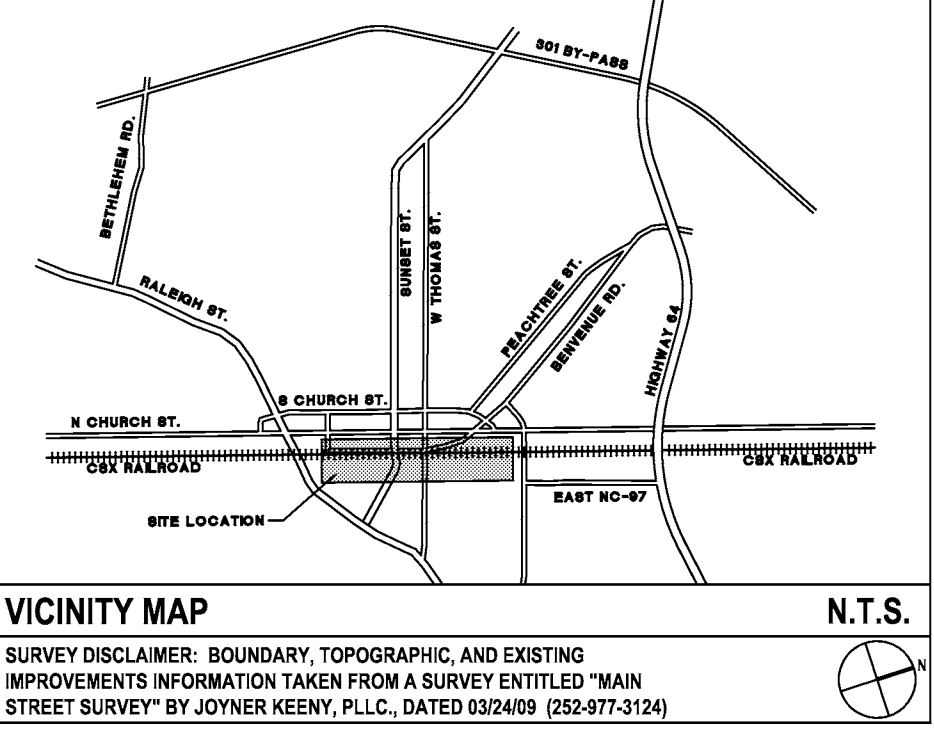 301 BY-PASS
BETHLEHEM RD.
SUNSET ST.
W THOMAS ST.
RALEIGH ST.
PEACHTREE ST.
BENVENUE RD.
HIGHWAY 64
S CHURCH ST.
N CHURCH ST.
CSX RAILROAD
CSX RAILROAD
EAST NC-97
SITE LOCATION
VICINITY MAP
N.T.S.
SURVEY DISCLAIMER: BOUNDARY, TOPOGRAPHIC, AND EXISTING
IMPROVEMENTS INFORMATION TAKEN FROM A SURVEY ENTITLED "MAIN
STREET SURVEY" BY JOYNER KEENY, PLLC., DATED 03/24/09 (252-977-3124)
N